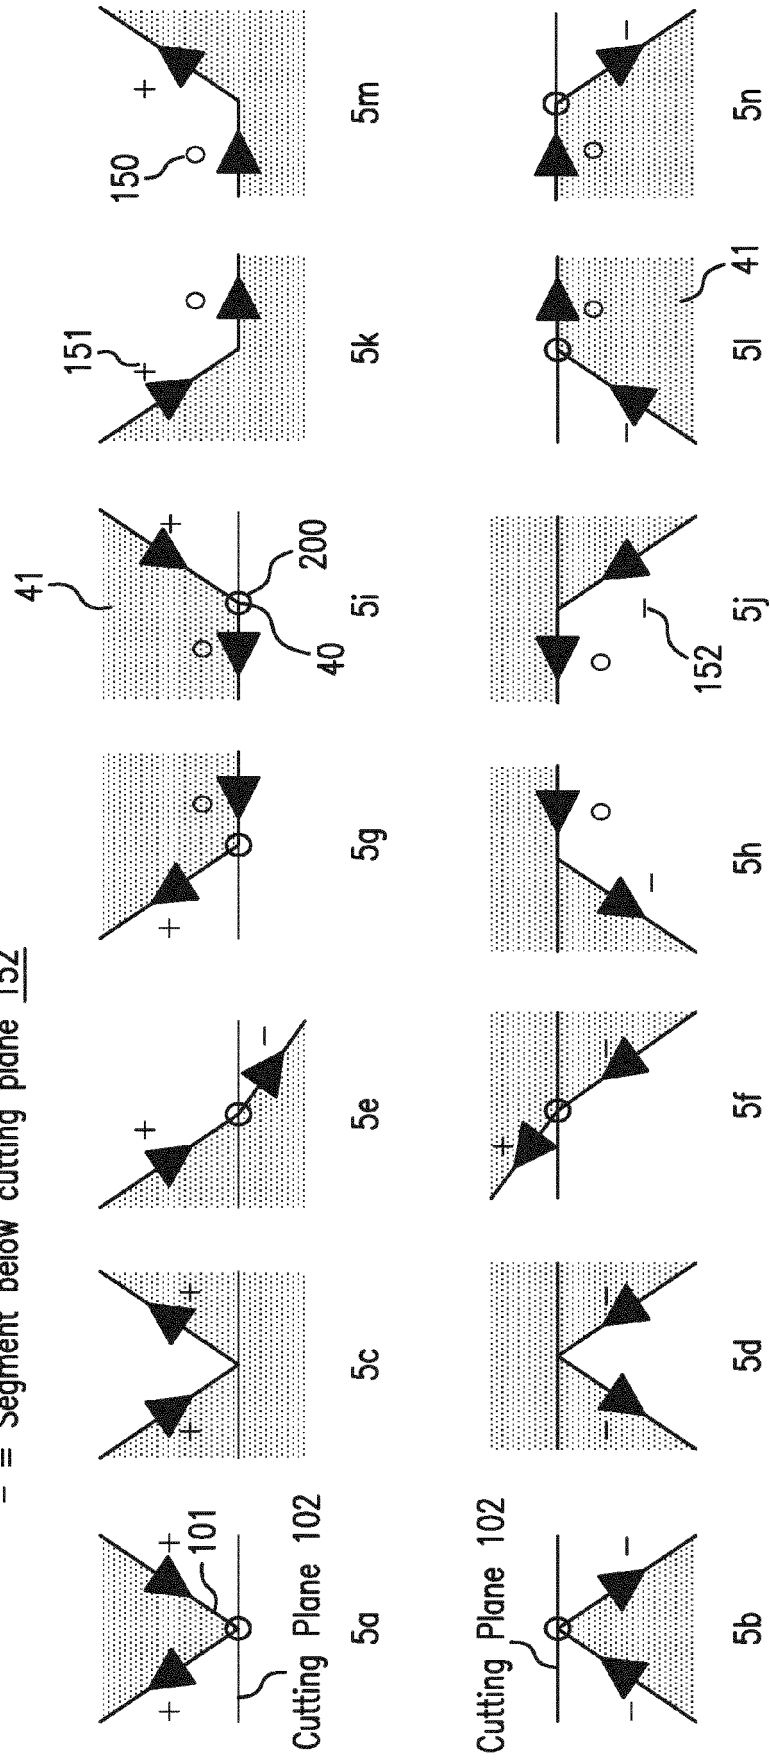 – = Segment below cutting plane 152
41
151
150
+ +
+ +
+ –
+ o
o +
+ o
o +
101
200
40
Cutting Plane 102
5a 5c 5e 5g 5i 5k 5m
Cutting Plane 102
– –
– –
+ –
– o
o –
– o
o –
152
41
5b 5d 5f 5h 5j 5l 5n